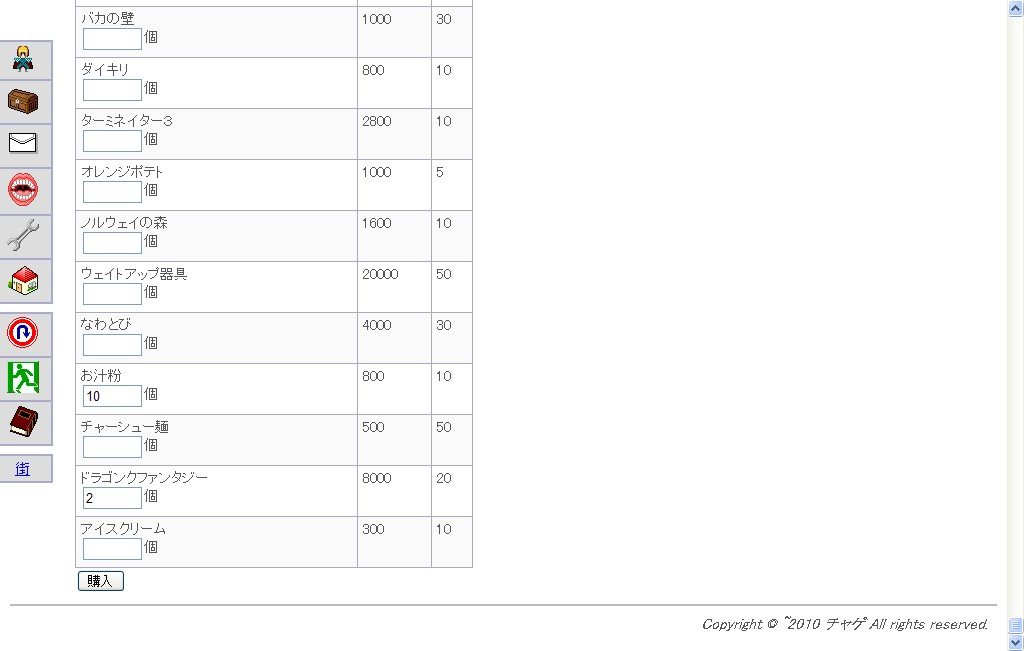 バカの壁 1000 30
個
ダイキリ 800 10
個
ターミネイター3 2800 10
個
オレンジポテト 1000 5
個
ノルウェイの森 1600 10
個
ウェイトアップ器具 20000 50
個
なわとび 4000 30
個
お汁粉 800 10
10 個
チャーシュー麺 500 50
個
ドラゴンクファンタジー 8000 20
2 個
アイスクリーム 300 10
個
購入
街
Copyright © ~2010 チャゲ All rights reserved.